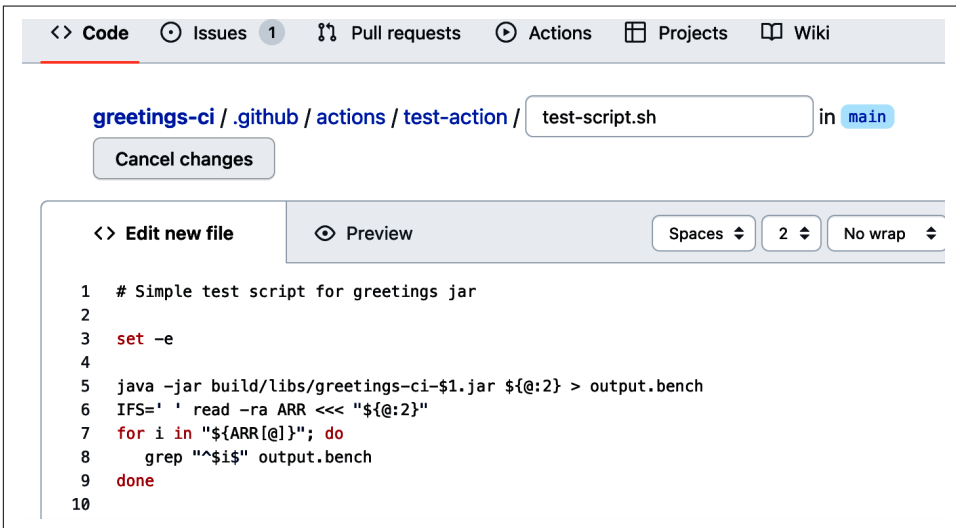 <> Code Issues 1 Pull requests Actions Projects Wiki
greetings-ci / .github / actions / test-action / test-script.sh in main
Cancel changes
<> Edit new file Preview Spaces 2 No wrap
1 # Simple test script for greetings jar
2
3 set -e
4
5 java -jar build/libs/greetings-ci-$1.jar ${@:2} > output.bench
6 IFS=' ' read -ra ARR <<< "${@:2}"
7 for i in "${ARR[@]}"; do
8    grep "^$i$" output.bench
9 done
10